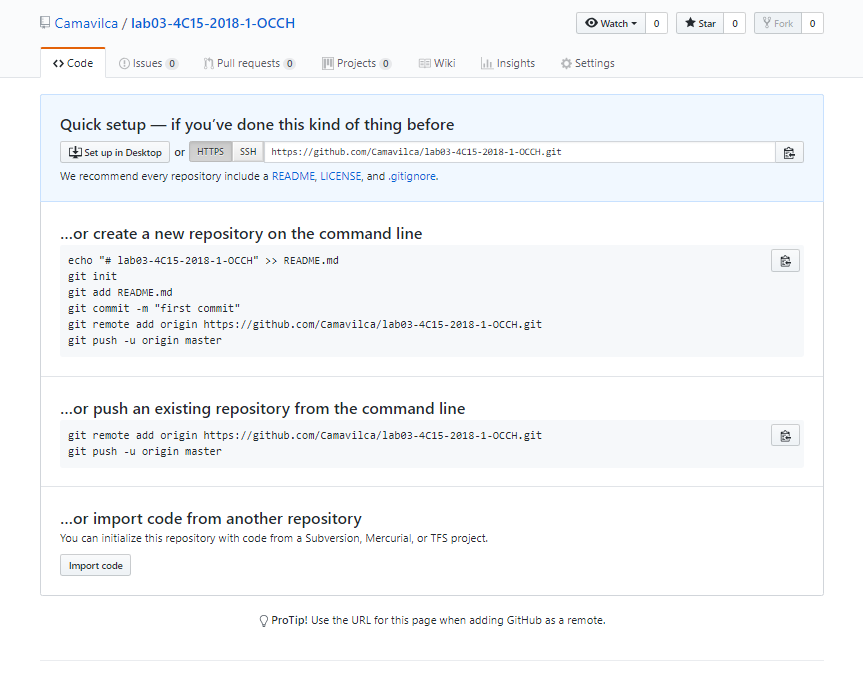 Camavilca / lab03-4C15-2018-1-OCCH
Watch 0 Star 0 Fork 0
Code Issues 0 Pull requests 0 Projects 0 Wiki Insights Settings
Quick setup — if you’ve done this kind of thing before
Set up in Desktop or HTTPS SSH https://github.com/Camavilca/lab03-4C15-2018-1-OCCH.git
We recommend every repository include a README, LICENSE, and .gitignore.
…or create a new repository on the command line
echo "# lab03-4C15-2018-1-OCCH" >> README.md
git init
git add README.md
git commit -m "first commit"
git remote add origin https://github.com/Camavilca/lab03-4C15-2018-1-OCCH.git
git push -u origin master
…or push an existing repository from the command line
git remote add origin https://github.com/Camavilca/lab03-4C15-2018-1-OCCH.git
git push -u origin master
…or import code from another repository
You can initialize this repository with code from a Subversion, Mercurial, or TFS project.
Import code
ProTip! Use the URL for this page when adding GitHub as a remote.